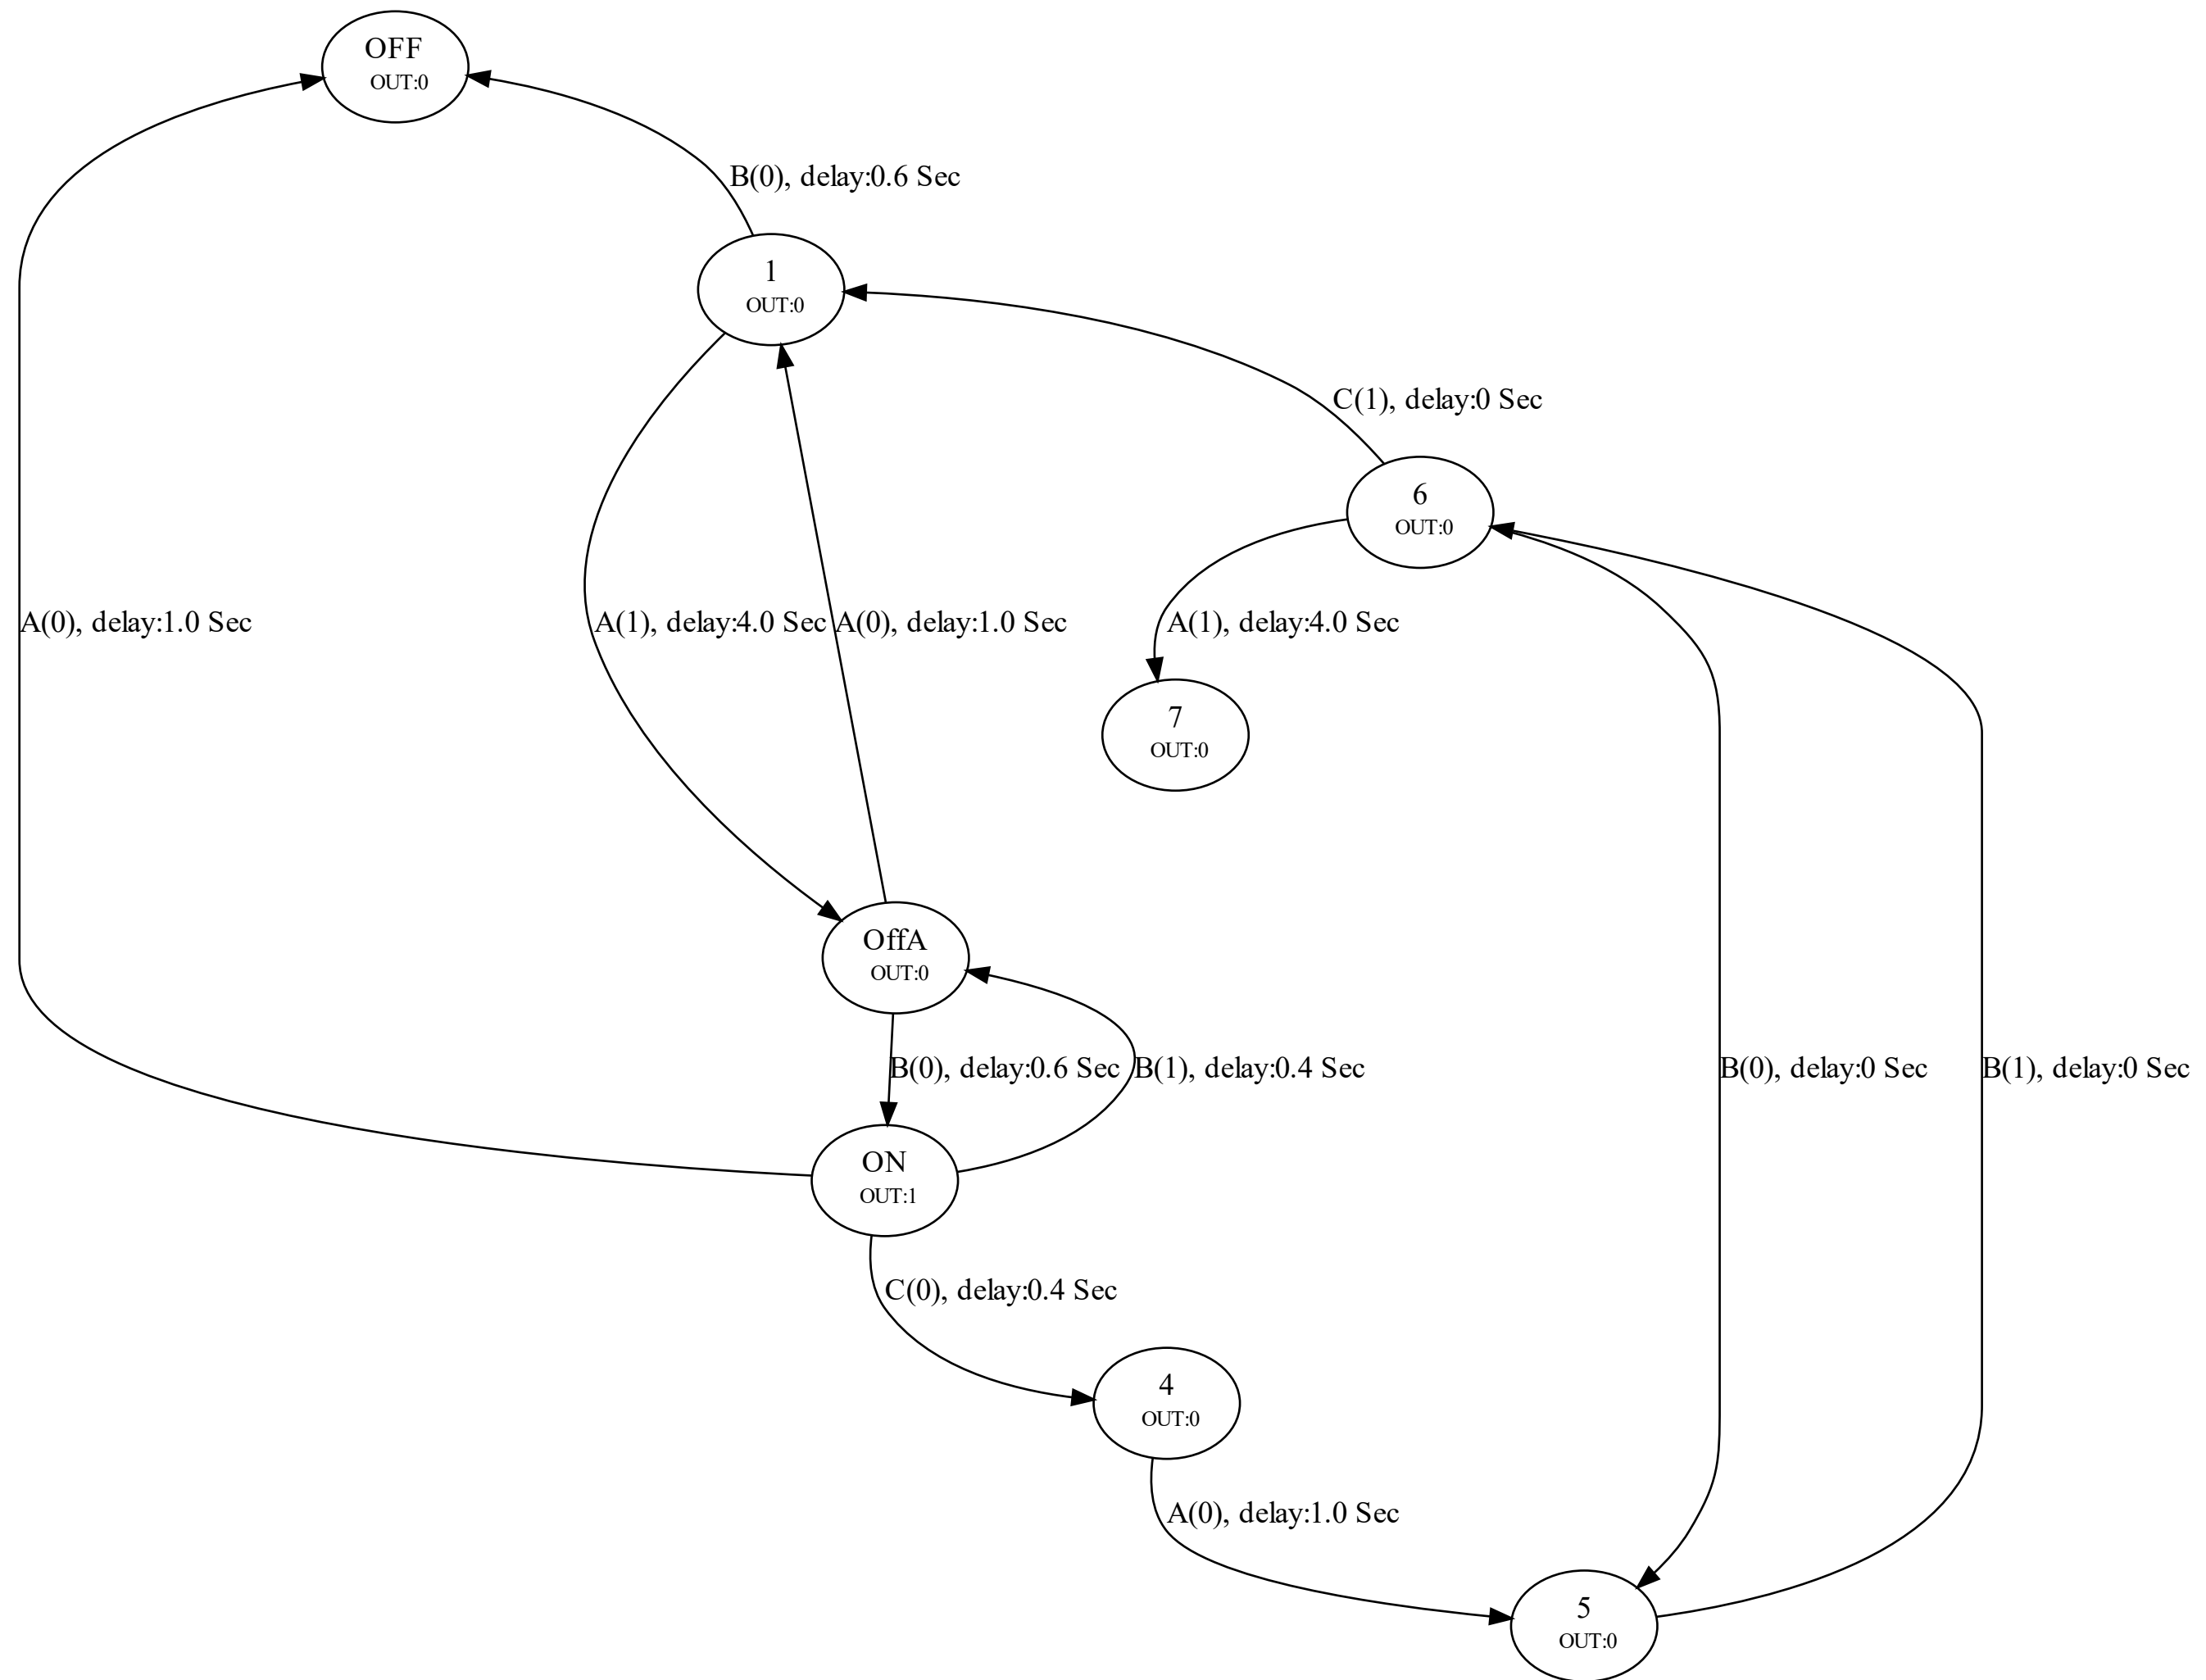 OFF
OUT:0
B(0), delay:0.6 Sec
1
OUT:0
C(1), delay:0 Sec
6
OUT:0
A(0), delay:1.0 Sec
A(1), delay:4.0 Sec
A(0), delay:1.0 Sec
A(1), delay:4.0 Sec
7
OUT:0
OffA
OUT:0
B(0), delay:0.6 Sec
B(1), delay:0.4 Sec
B(0), delay:0 Sec
B(1), delay:0 Sec
ON
OUT:1
C(0), delay:0.4 Sec
4
OUT:0
A(0), delay:1.0 Sec
5
OUT:0